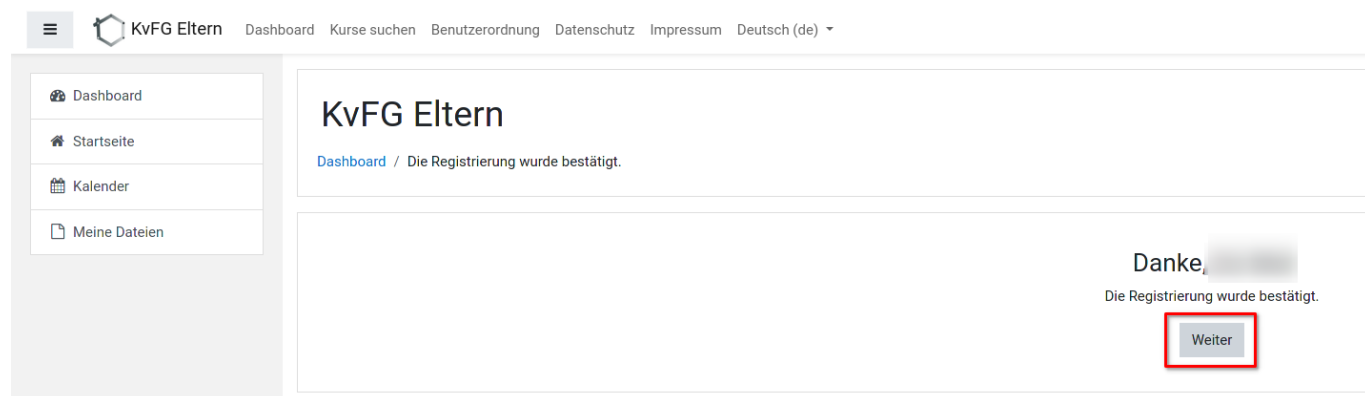 KvFG Eltern Dashboard Kurse suchen Benutzerordnung Datenschutz Impressum Deutsch (de)
Dashboard
Startseite
Kalender
Meine Dateien
KvFG Eltern
Dashboard / Die Registrierung wurde bestätigt.
Danke,
Die Registrierung wurde bestätigt.
Weiter